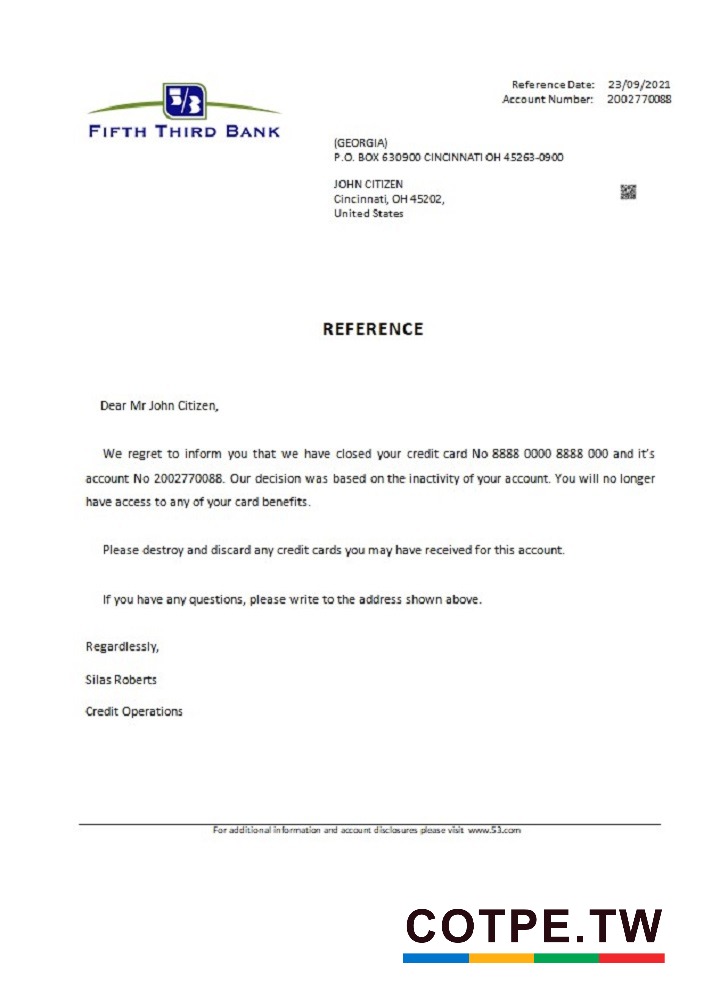 5/3
FIFTH THIRD BANK
Reference Date: 23/09/2021
Account Number: 2002770088
(GEORGIA)
P.O. BOX 630900 CINCINNATI OH 45263-0900
JOHN CITIZEN
Cincinnati, OH 45202,
United States
REFERENCE
Dear Mr John Citizen,
We regret to inform you that we have closed your credit card No 8888 0000 8888 000 and it's
account No 2002770088. Our decision was based on the inactivity of your account. You will no longer
have access to any of your card benefits.
Please destroy and discard any credit cards you may have received for this account.
If you have any questions, please write to the address shown above.
Regardlessly,
Silas Roberts
Credit Operations
For additional information and account disclosures please visit www.53.com
COTPE.TW